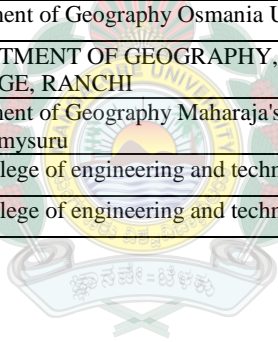 ment of Geography Osmania U
TMENT OF GEOGRAPHY,
GE, RANCHI
ment of Geography Maharaja's
mysuru
llege of engineering and techn
llege of engineering and techn
UNIVERSITY